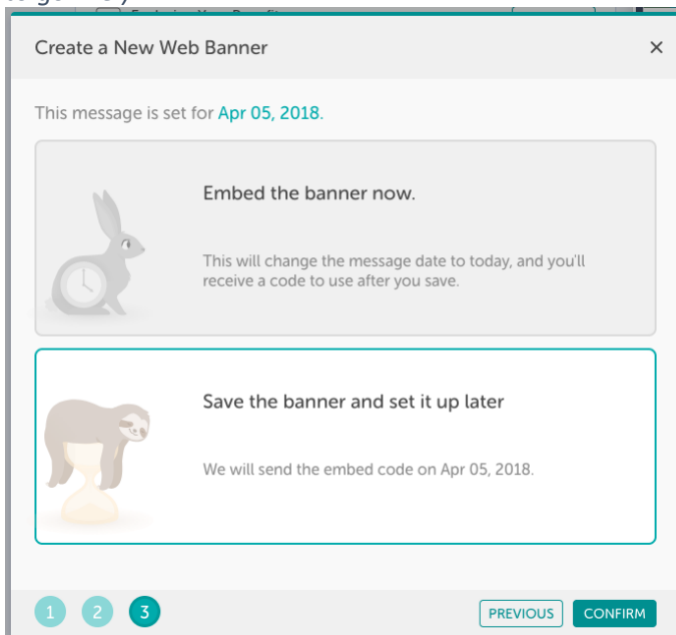 Create a New Web Banner
×
This message is set for Apr 05, 2018.
Embed the banner now.
This will change the message date to today, and you'll
receive a code to use after you save.
Save the banner and set it up later
We will send the embed code on Apr 05, 2018.
1 2 3 PREVIOUS CONFIRM